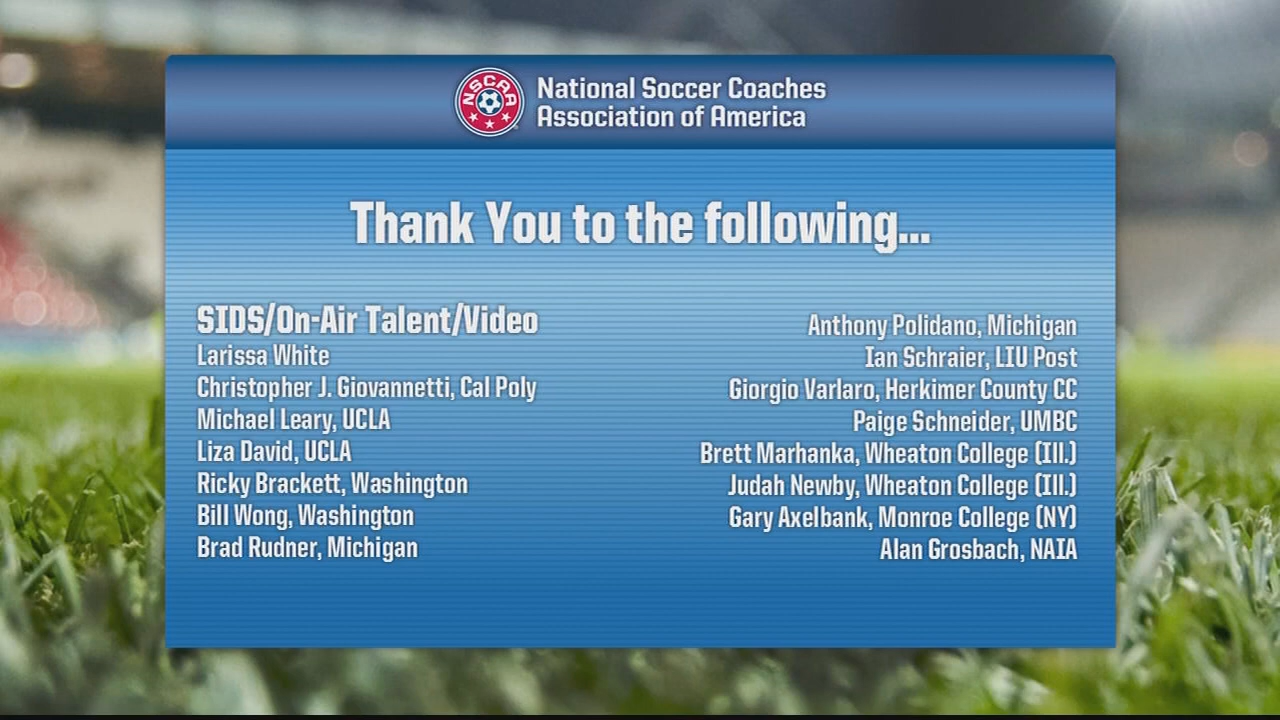 NSCAA
National Soccer Coaches
Association of America
Thank You to the following...
SIDS/On-Air Talent/Video
Larissa White
Christopher J. Giovannetti, Cal Poly
Michael Leary, UCLA
Liza David, UCLA
Ricky Brackett, Washington
Bill Wong, Washington
Brad Rudner, Michigan
Anthony Polidano, Michigan
Ian Schraier, LIU Post
Giorgio Varlaro, Herkimer County CC
Paige Schneider, UMBC
Brett Marhanka, Wheaton College (Ill.)
Judah Newby, Wheaton College (Ill.)
Gary Axelbank, Monroe College (NY)
Alan Grosbach, NAIA